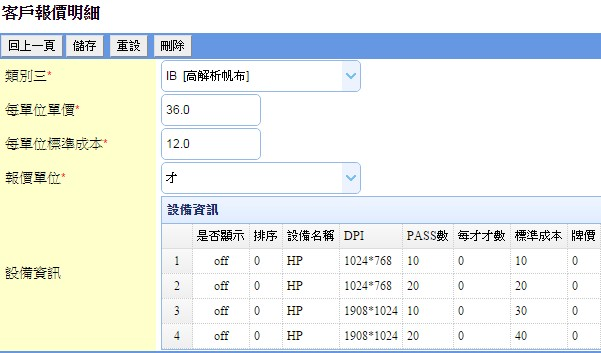 客戶報價明細
回上一頁 儲存 重設 刪除
類別三* IB [高解析帆布]
每單位單價* 36.0
每單位標準成本* 12.0
報價單位* 才
設備資訊
設備資訊
是否顯示 排序 設備名稱 DPI PASS數 每才才數 標準成本 牌價
1 off 0 HP 1024*768 10 0 10 0
2 off 0 HP 1024*768 20 0 20 0
3 off 0 HP 1908*1024 10 0 30 0
4 off 0 HP 1908*1024 20 0 40 0